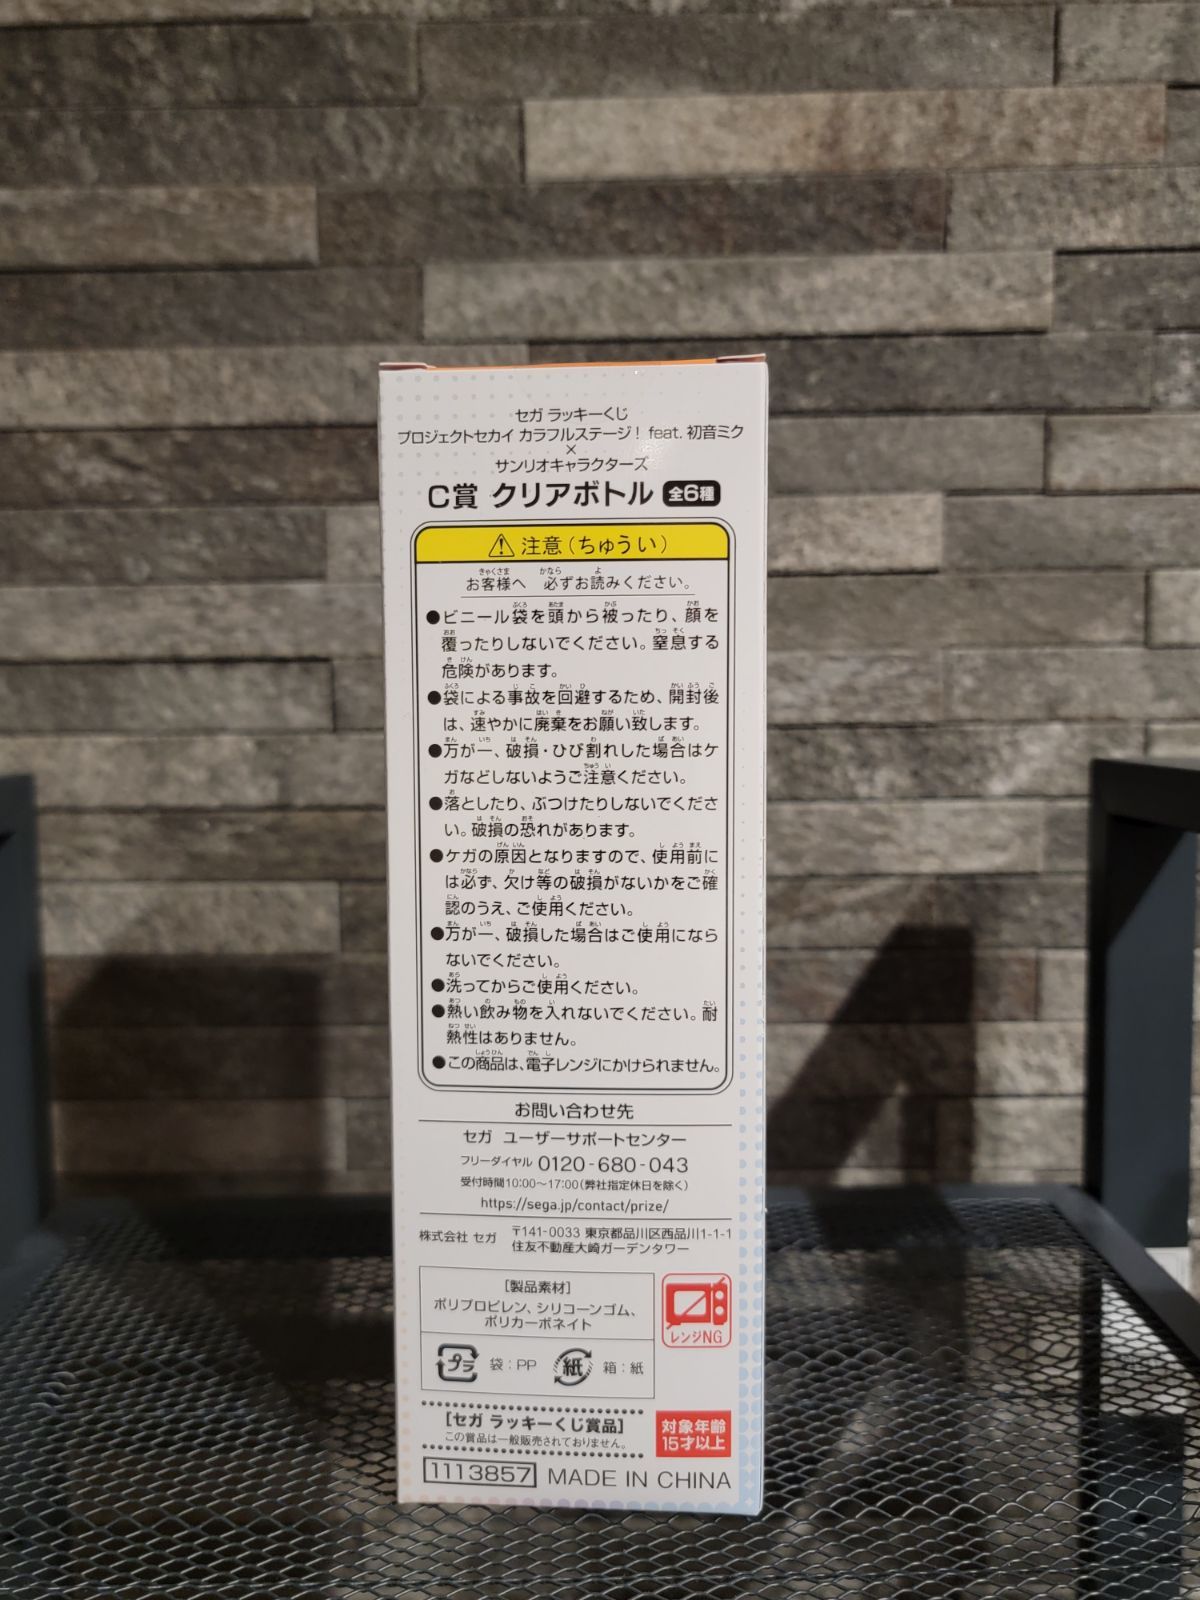 セガ ラッキーくじ
プロジェクトセカイ カラフルステージ! feat. 初音ミク
×
サンリオキャラクターズ
C賞 クリアボトル 全6種
注意(ちゅうい)
お客様へ 必ずお読みください。
●ビニール袋を頭から被ったり、顔を
覆ったりしないでください。窒息する
危険があります。
●袋による事故を回避するため、開封後
は、速やかに廃棄をお願い致します。
●万が一、破損・ひび割れした場合はケ
ガなどしないようご注意ください。
●落としたり、ぶつけたりしないでくださ
い。破損の恐れがあります。
●ケガの原因となりますので、使用前に
は必ず、欠け等の破損がないかをご確
認のうえ、ご使用ください。
●万が一、破損した場合はご使用になら
ないでください。
●洗ってからご使用ください。
●熱い飲み物を入れないでください。耐
熱性はありません。
●この商品は、電子レンジにかけられません。
お問い合わせ先
セガ ユーザーサポートセンター
フリーダイヤル 0120-680-043
受付時間10:00~17:00(弊社指定休日を除く)
https://sega.jp/contact/prize/
株式会社 セガ 〒141-0033 東京都品川区西品川1-1-1
住友不動産大崎ガーデンタワー
[製品素材]
ポリプロピレン、シリコーンゴム、
ポリカーボネイト
レンジNG
プラ 袋:PP 紙 箱:紙
[セガ ラッキーくじ賞品]
この賞品は一般販売されておりません。
対象年齢
15才以上
1113857 MADE IN CHINA